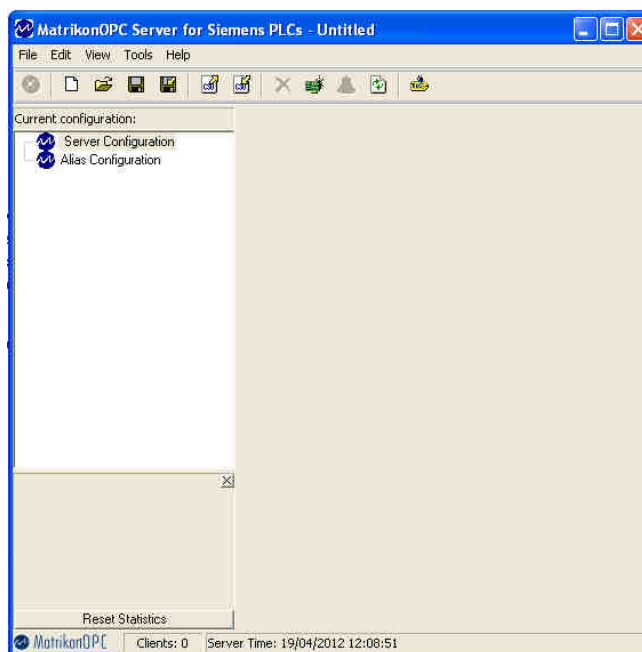 MatrikonOPC Server for Siemens PLCs - Untitled
File Edit View Tools Help
Current configuration:
Server Configuration
Alias Configuration
Reset Statistics
MatrikonOPC Clients: 0 Server Time: 19/04/2012 12:08:51